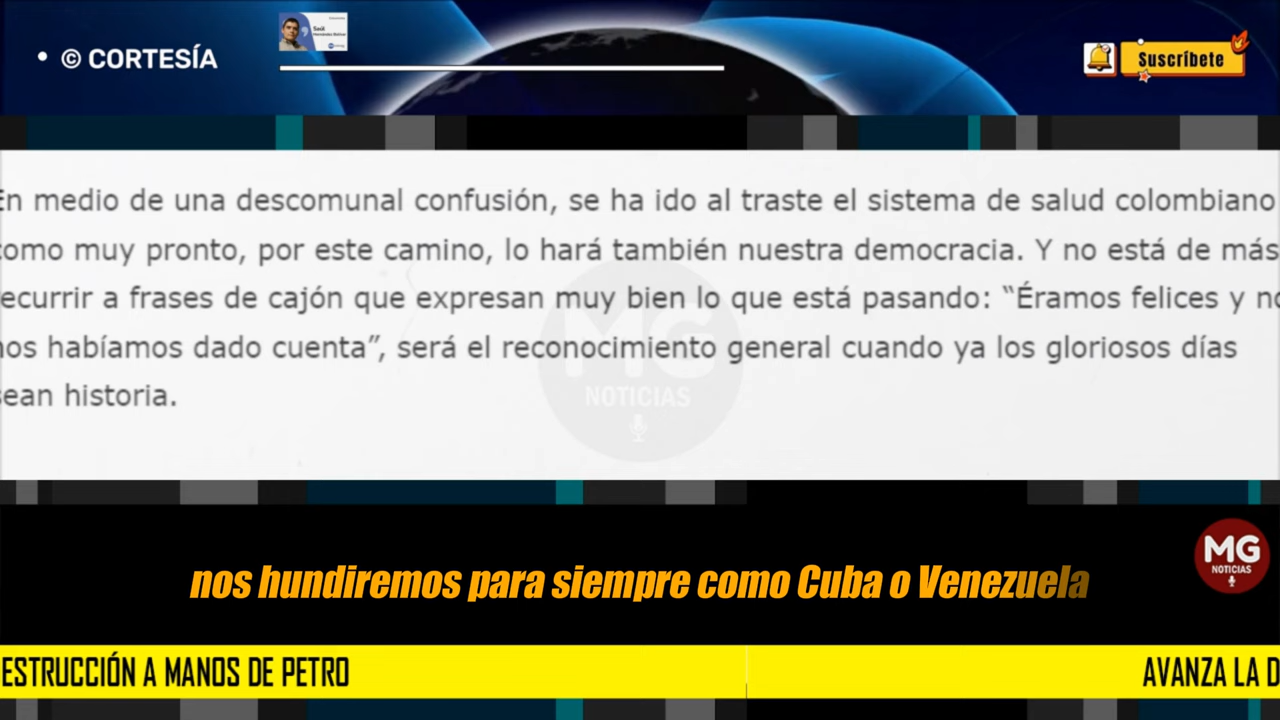 • © CORTESÍA
Saúl
Suscríbete
En medio de una descomunal confusión, se ha ido al traste el sistema de salud colombiano
como muy pronto, por este camino, lo hará también nuestra democracia. Y no está de más
ecurrir a frases de cajón que expresan muy bien lo que está pasando: “Éramos felices y no
nos habíamos dado cuenta”, será el reconocimiento general cuando ya los gloriosos días
sean historia.
MG
NOTICIAS
nos hundiremos para siempre como Cuba o Venezuela
MG
NOTICIAS
ESTRUCCIÓN A MANOS DE PETRO
AVANZA LA D